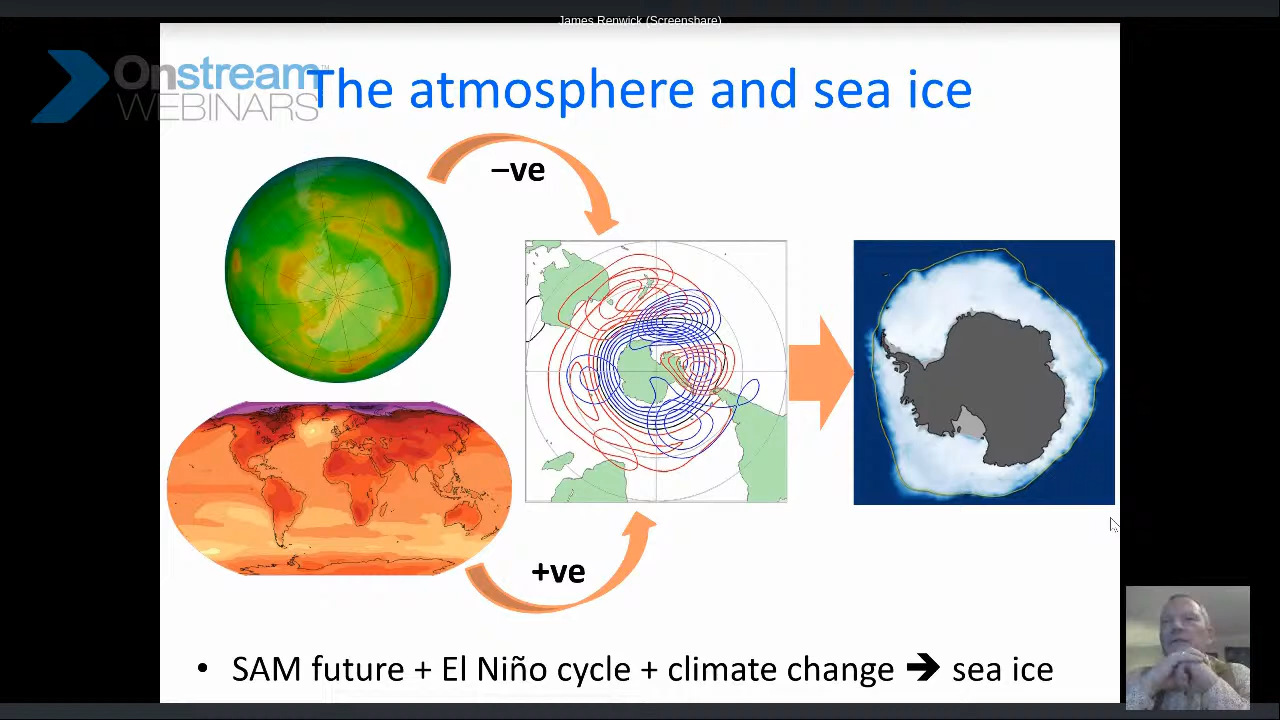 James Renwick (Screenshare)
Onstream™
WEBINARS
The atmosphere and sea ice
–ve
+ve
• SAM future + El Niño cycle + climate change ➔ sea ice